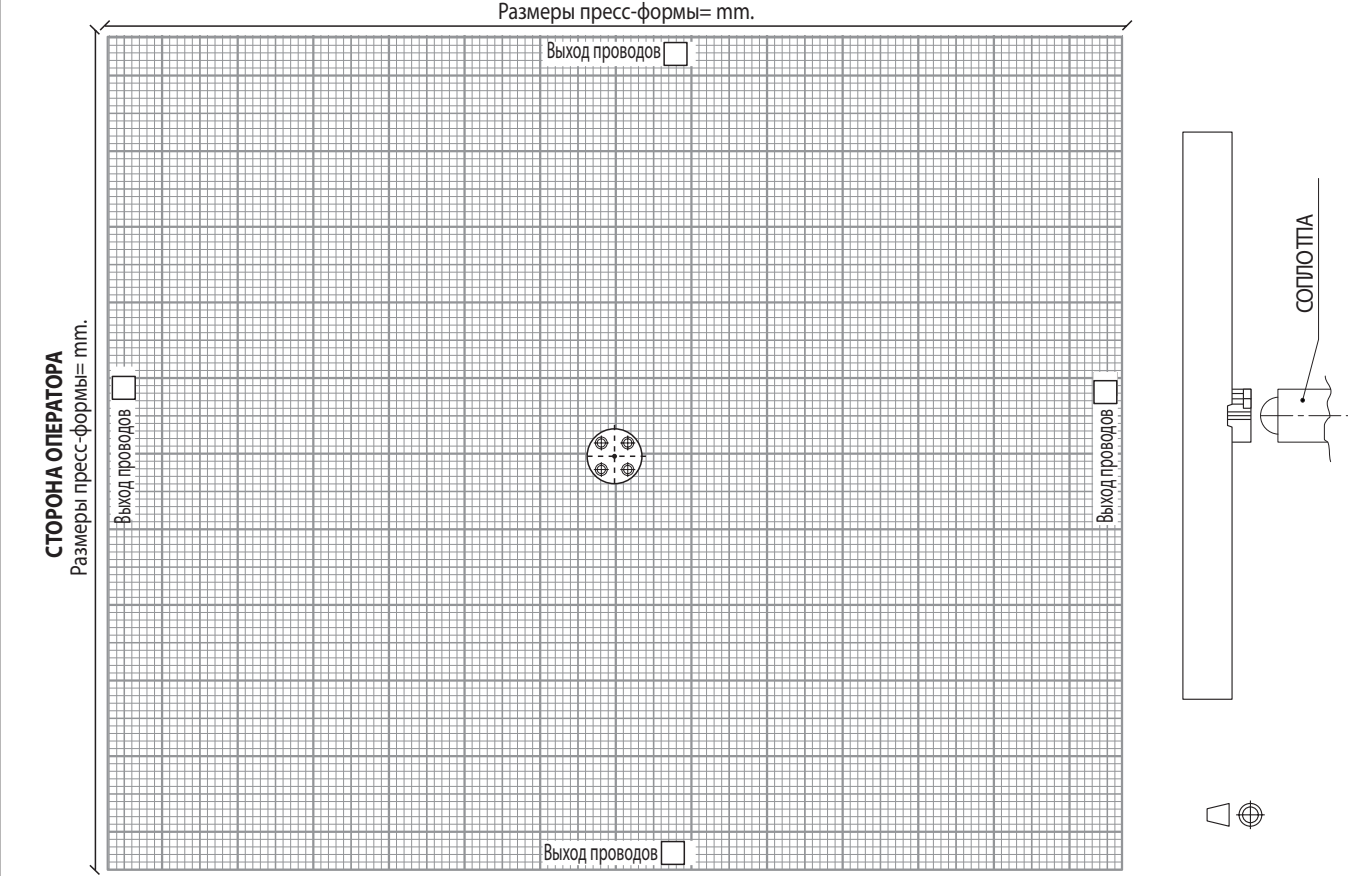 Размеры пресс-формы= mm.
Выход проводов
СТОРОНА ОПЕРАТОРА
Размеры пресс-формы= mm.
Выход проводов
Выход проводов
СОПЛО ТПА
Выход проводов